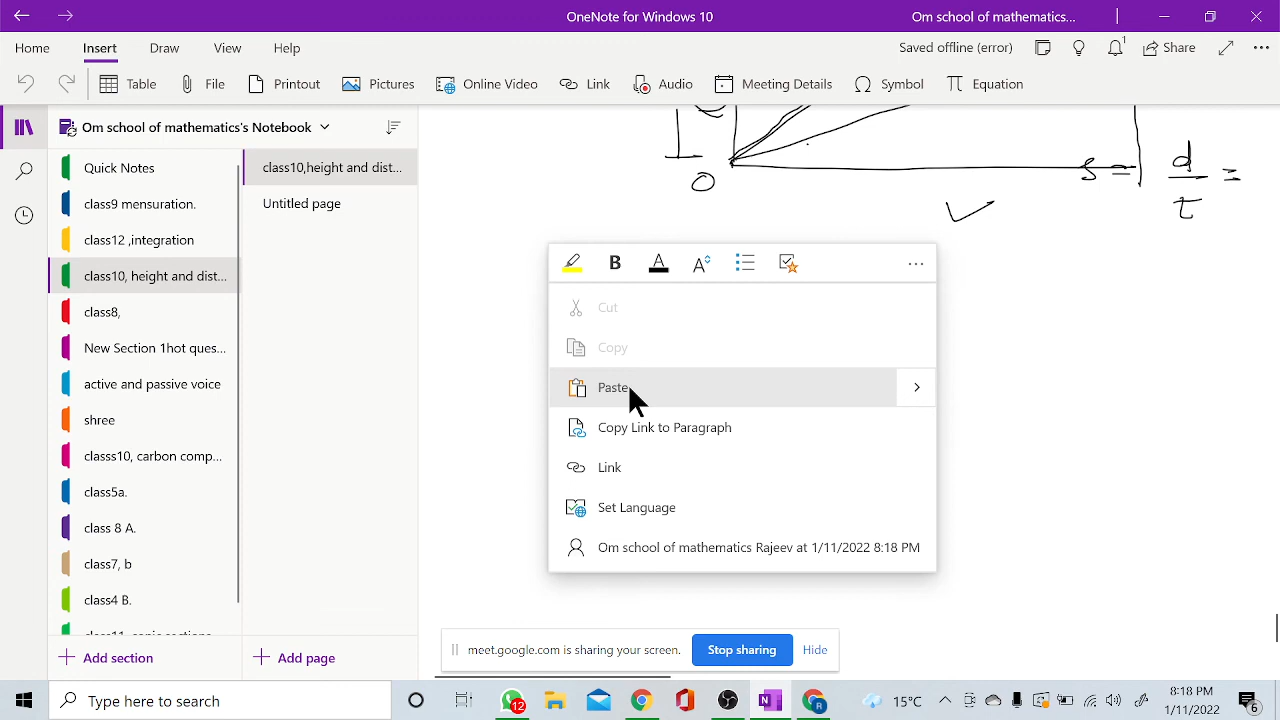 OneNote for Windows 10
Om school of mathematics...
Home
Insert
Draw
View
Help
Saved offline (error)
Share
Table
File
Printout
Pictures
Online Video
Link
Audio
Meeting Details
Symbol
Equation
Om school of mathematics's Notebook
Quick Notes
class9 mensuration.
class12 ,integration
class10, height and dist...
class8,
New Section 1hot ques...
active and passive voice
shree
classs10, carbon comp...
class5a.
class 8 A.
class7, b
class4 B.
class11, conic sections
Add section
class10,height and dist...
Untitled page
Add page
O
s = d/t =
B
A
A
Cut
Copy
Paste
Copy Link to Paragraph
Link
Set Language
Om school of mathematics Rajeev at 1/11/2022 8:18 PM
meet.google.com is sharing your screen.
Stop sharing
Hide
Type here to search
12
R
15°C
8:18 PM
1/11/2022
6